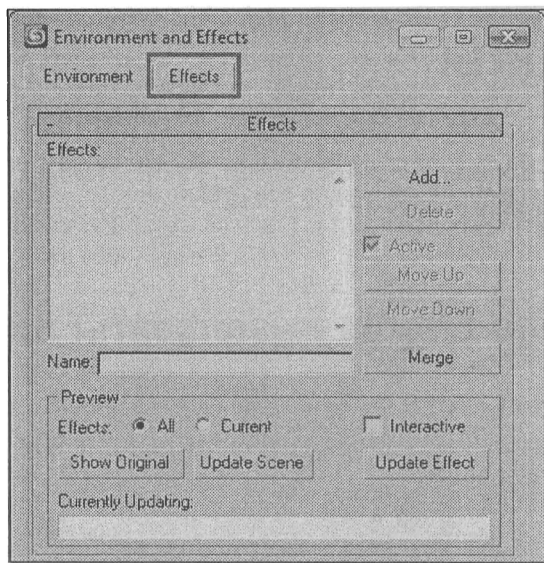 Environment and Effects
Environment Effects
- Effects
Effects:
Add...
Delete
Active
Move Up
Move Down
Name:
Merge
Preview
Effects: All Current Interactive
Show Original Update Scene Update Effect
Currently Updating: